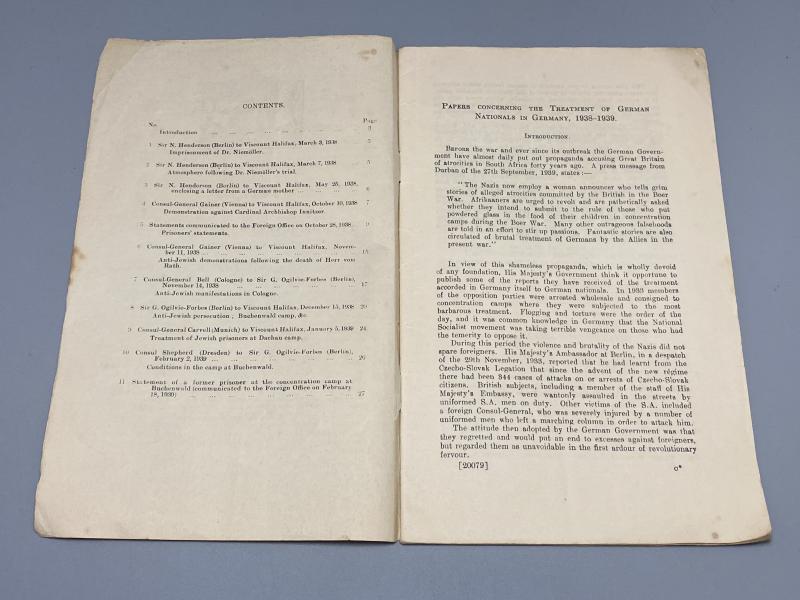 CONTENTS.
No. Page
Introduction ... ... ... ... ... ... ... 3
1 Sir N. Henderson (Berlin) to Viscount Halifax, March 3, 1938 5
Imprisonment of Dr. Niemöller.
2 Sir N. Henderson (Berlin) to Viscount Halifax, March 7, 1938 5
Atmosphere following Dr. Niemöller's trial.
3 Sir N. Henderson (Berlin) to Viscount Halifax, May 25, 1938,
enclosing a letter from a German mother ... ... ... 6
4 Consul-General Gainer (Vienna) to Viscount Halifax, October 10, 1938 7
Demonstration against Cardinal Archbishop Innitzer.
5 Statements communicated to the Foreign Office on October 28, 1938 9
Prisoners' statements.
6 Consul-General Gainer (Vienna) to Viscount Halifax, Novem-
ber 11, 1938 ... ... ... ... ... ...
Anti-Jewish demonstrations following the death of Herr vom
Rath.
7 Consul-General Bell (Cologne) to Sir G. Ogilvie-Forbes (Berlin),
November 14, 1938 ... ... ... ... ... 17
Anti-Jewish manifestations in Cologne.
8 Sir G. Ogilvie-Forbes (Berlin) to Viscount Halifax, December 15, 1938 20
Anti-Jewish persecution; Buchenwald camp, &c.
9 Consul-General Carvell (Munich) to Viscount Halifax, January 5, 1939 24
Treatment of Jewish prisoners at Dachau camp.
10 Consul Shepherd (Dresden) to Sir G. Ogilvie-Forbes (Berlin),
February 2, 1939 ... ... ... ... ... 26
Conditions in the camp at Buchenwald.
11 Statement of a former prisoner at the concentration camp at
Buchenwald (communicated to the Foreign Office on February
18, 1939) ... ... ... ... ... ... 27
PAPERS CONCERNING THE TREATMENT OF GERMAN
NATIONALS IN GERMANY, 1938-1939.
INTRODUCTION.
BEFORE the war and ever since its outbreak the German Govern-
ment have almost daily put out propaganda accusing Great Britain
of atrocities in South Africa forty years ago. A press message from
Durban of the 27th September, 1939, states :—
"The Nazis now employ a woman announcer who tells grim
stories of alleged atrocities committed by the British in the Boer
War. Afrikaaners are urged to revolt and are pathetically asked
whether they intend to submit to the rule of those who put
powdered glass in the food of their children in concentration
camps during the Boer War. Many other outrageous falsehoods
are told in an effort to stir up passions. Fantastic stories are also
circulated of brutal treatment of Germans by the Allies in the
present war."
In view of this shameless propaganda, which is wholly devoid
of any foundation, His Majesty's Government think it opportune to
publish some of the reports they have received of the treatment
accorded in Germany itself to German nationals. In 1933 members
of the opposition parties were arrested wholesale and consigned to
concentration camps where they were subjected to the most
barbarous treatment. Flogging and torture were the order of the
day, and it was common knowledge in Germany that the National
Socialist movement was taking terrible vengeance on those who had
the temerity to oppose it.
During this period the violence and brutality of the Nazis did not
spare foreigners. His Majesty's Ambassador at Berlin, in a despatch
of the 29th November, 1933, reported that he had learnt from the
Czecho-Slovak Legation that since the advent of the new régime
there had been 344 cases of attacks on or arrests of Czecho-Slovak
citizens. British subjects, including a member of the staff of His
Majesty's Embassy, were wantonly assaulted in the streets by
uniformed S.A. men on duty. Other victims of the S.A. included
a foreign Consul-General, who was severely injured by a number of
uniformed men who left a marching column in order to attack him.
The attitude then adopted by the German Government was that
they regretted and would put an end to excesses against foreigners,
but regarded them as unavoidable in the first ardour of revolutionary
fervour.
[20079] C*